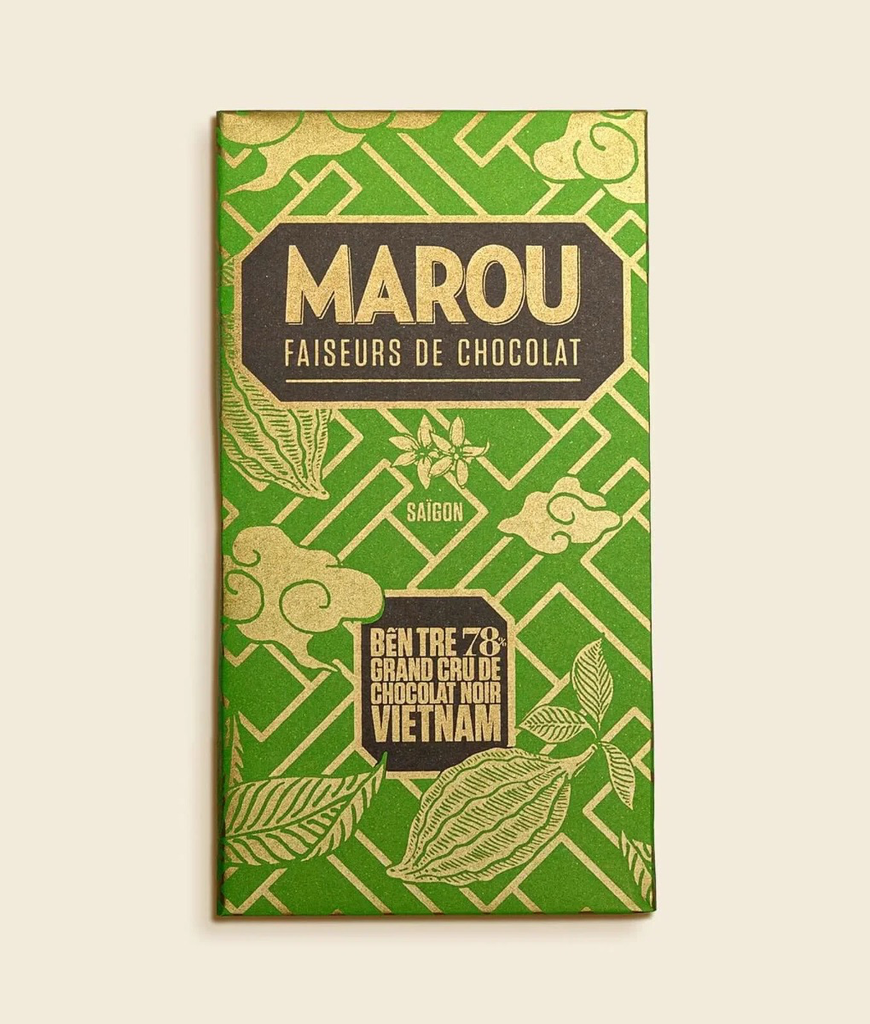 MAROU
FAISEURS DE CHOCOLAT
SAÏGON
BẾN TRE 78%
GRAND CRU DE
CHOCOLAT NOIR
VIETNAM